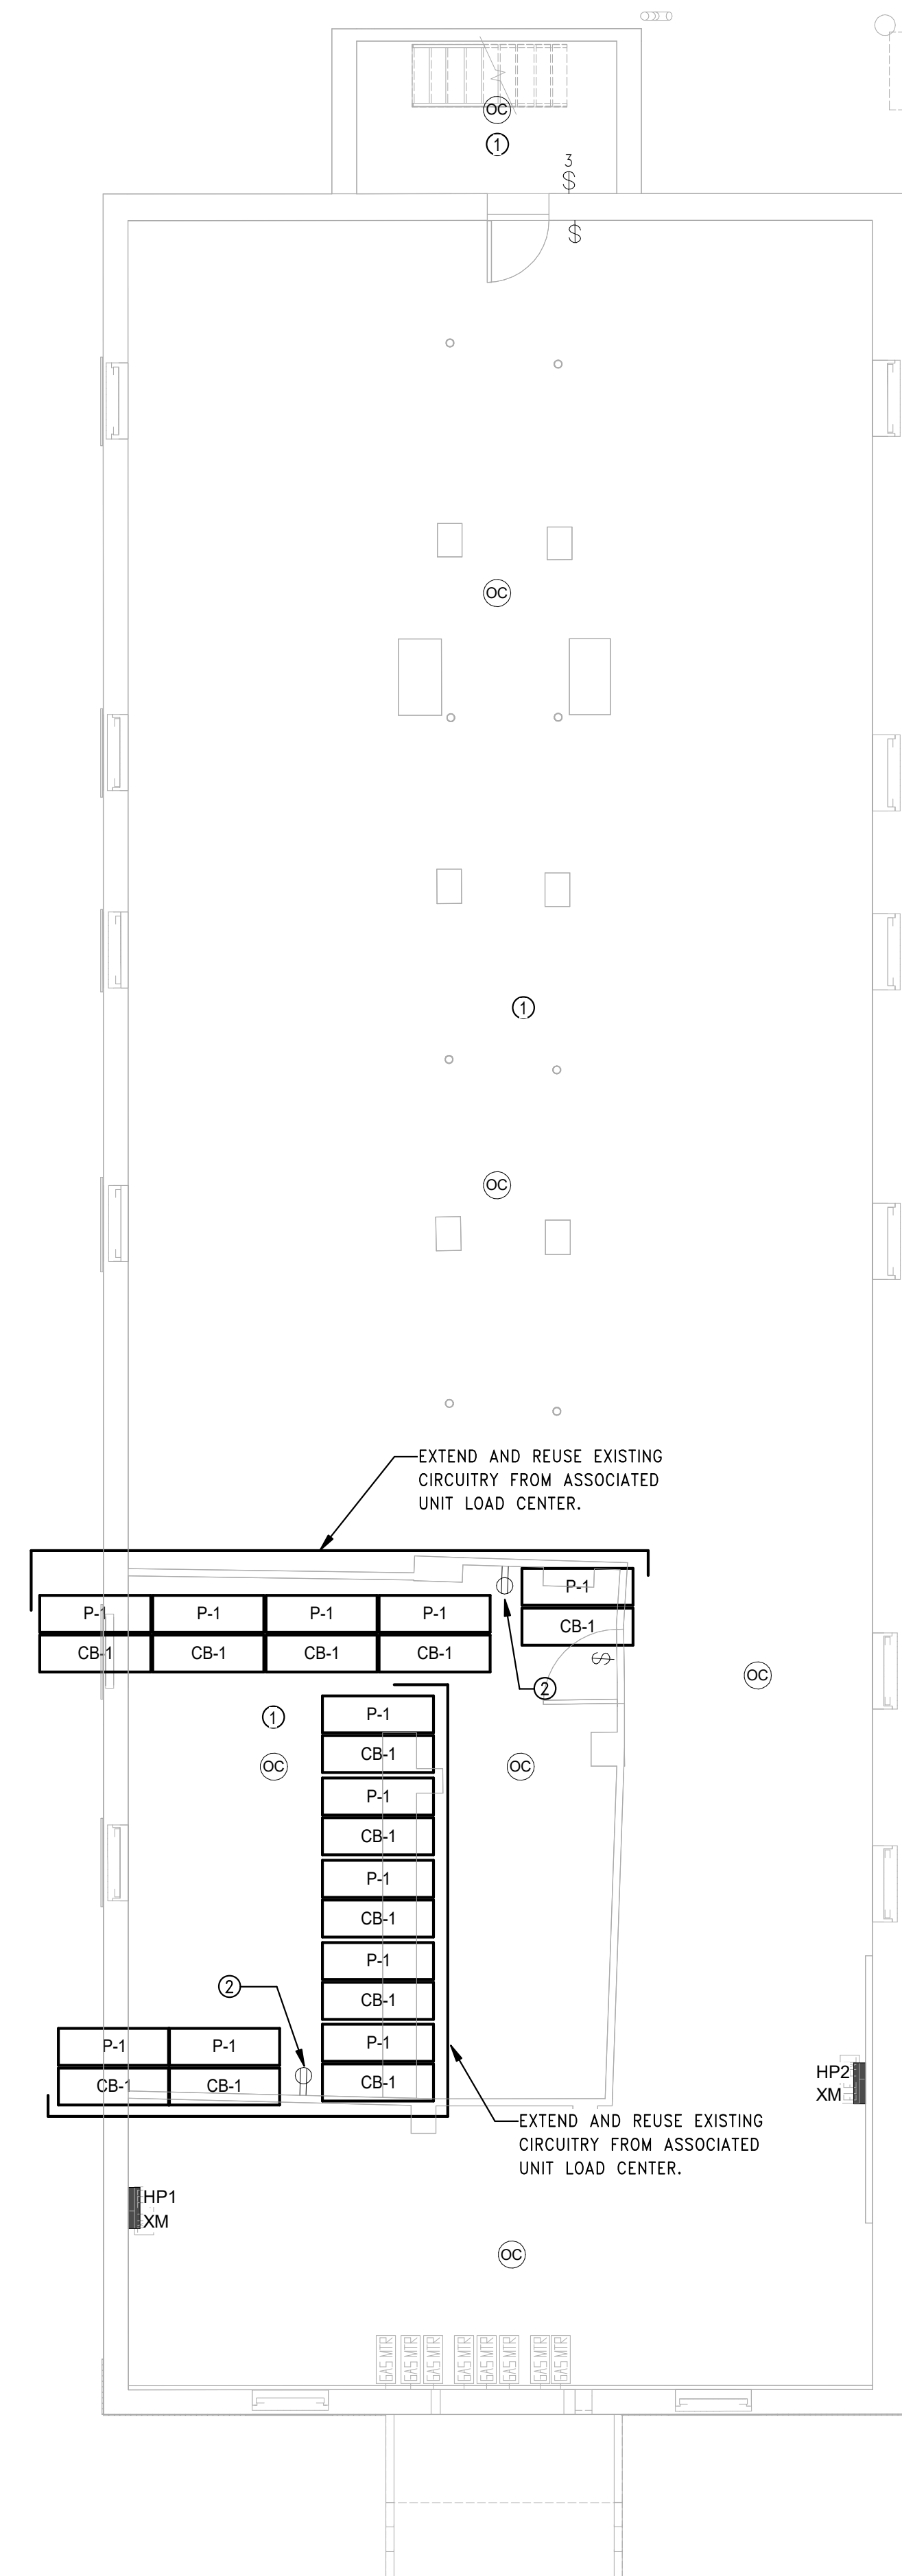 OC
1
3
$
$
OC
1
OC
EXTEND AND REUSE EXISTING
CIRCUITRY FROM ASSOCIATED
UNIT LOAD CENTER.
P-1
P-1 P-1 P-1 P-1
CB-1
CB-1 CB-1 CB-1 CB-1
$
OC
2
1
P-1
CB-1
OC
OC
P-1
CB-1
P-1
CB-1
P-1
2
CB-1
P-1 P-1
P-1
CB-1 CB-1
CB-1
HP2
XM
EXTEND AND REUSE EXISTING
CIRCUITRY FROM ASSOCIATED
UNIT LOAD CENTER.
HP1
XM
OC
GAS MTR GAS MTR GAS MTR GAS MTR GAS MTR GAS MTR GAS MTR GAS MTR